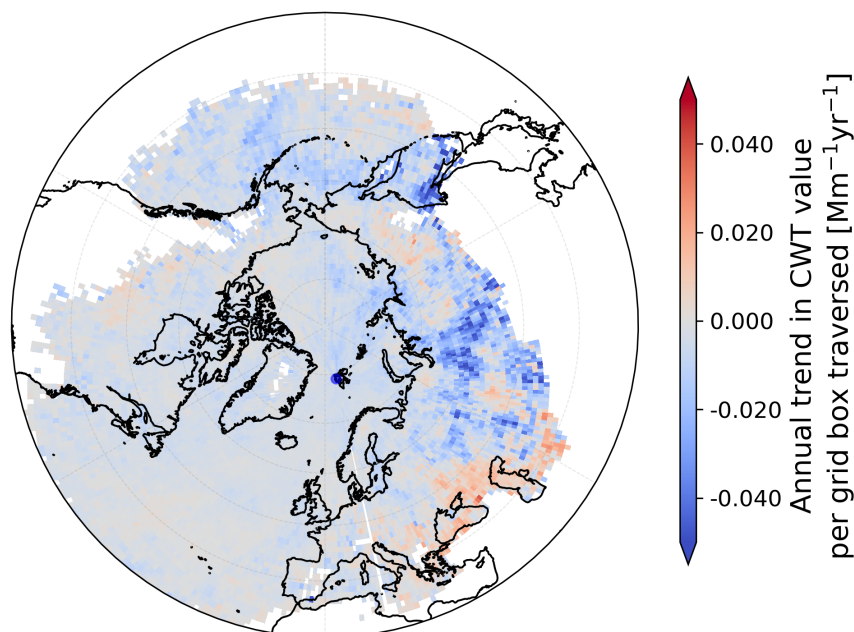 0.040
0.020
0.000
-0.020
-0.040
Annual trend in CWT value
per grid box traversed [Mm⁻¹yr⁻¹]